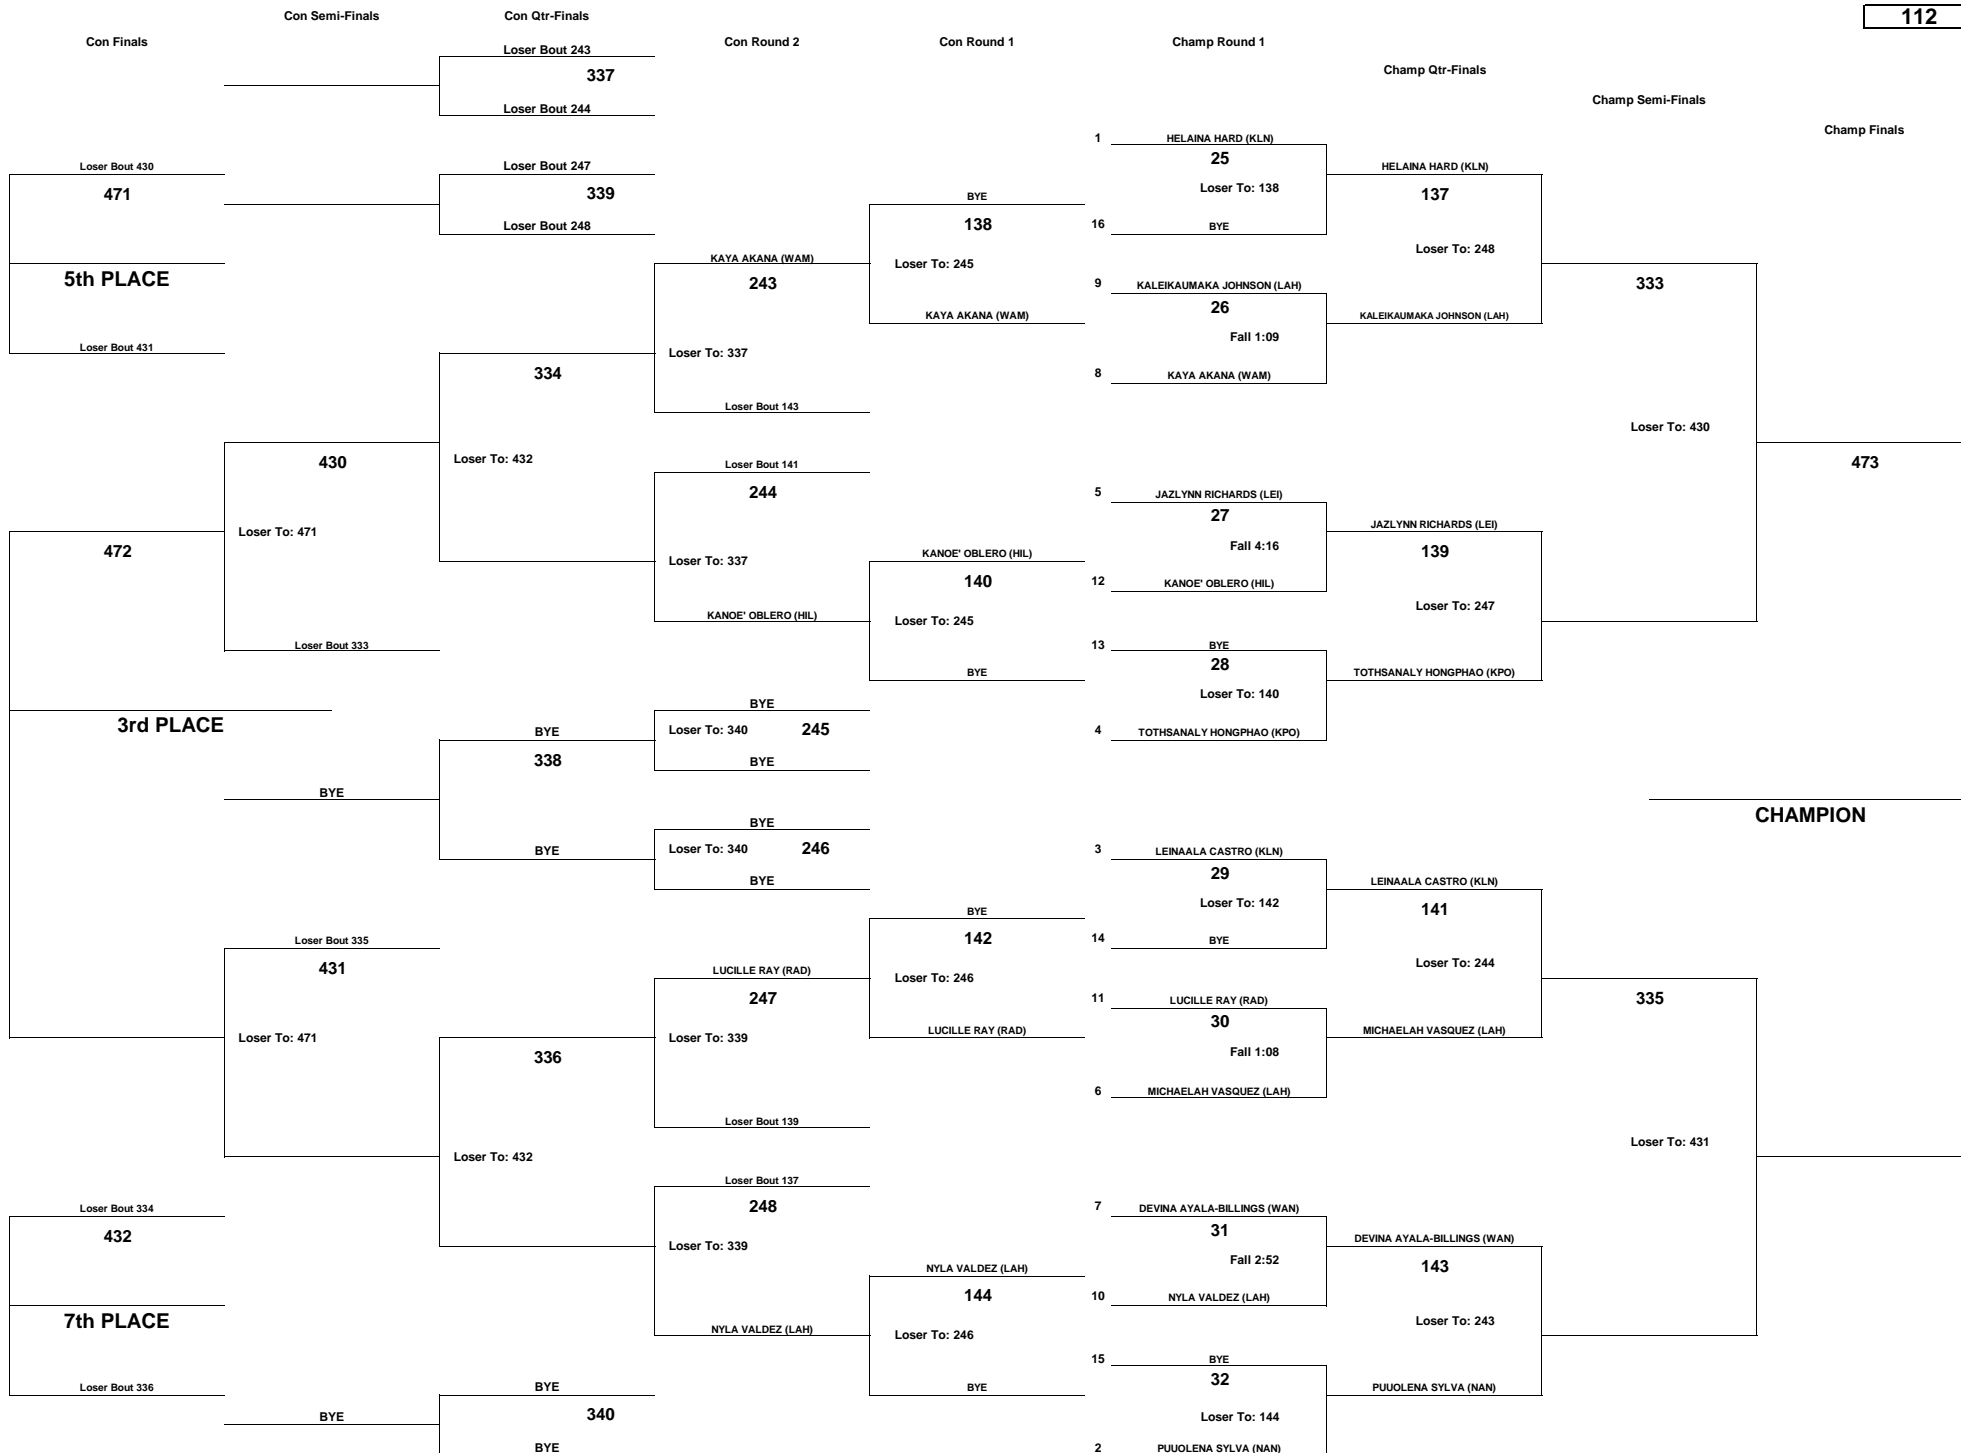 112
Con Semi-Finals
Con Qtr-Finals
Con Finals
Con Round 2
Con Round 1
Champ Round 1
Champ Qtr-Finals
Champ Semi-Finals
Champ Finals
Loser Bout 243
337
Loser Bout 244
Loser Bout 430
471
5th PLACE
Loser Bout 431
Loser Bout 247
339
Loser Bout 248
KAYA AKANA (WAM)
243
Loser To: 337
Loser Bout 143
BYE
138
Loser To: 245
KAYA AKANA (WAM)
1 HELAINA HARD (KLN)
25
Loser To: 138
16 BYE
HELAINA HARD (KLN)
137
Loser To: 248
9 KALEIKAUMAKA JOHNSON (LAH)
26
Fall 1:09
KALEIKAUMAKA JOHNSON (LAH)
8 KAYA AKANA (WAM)
333
Loser To: 430
473
334
Loser To: 432
430
Loser To: 471
Loser Bout 333
472
3rd PLACE
Loser Bout 141
244
Loser To: 337
KANOE' OBLERO (HIL)
KANOE' OBLERO (HIL)
140
Loser To: 245
BYE
5 JAZLYNN RICHARDS (LEI)
27
Fall 4:16
12 KANOE' OBLERO (HIL)
JAZLYNN RICHARDS (LEI)
139
Loser To: 247
13 BYE
28
Loser To: 140
TOTHSANALY HONGPHAO (KPO)
4 TOTHSANALY HONGPHAO (KPO)
BYE
Loser To: 340 245
BYE
BYE
338
BYE
BYE
BYE
Loser To: 340 246
BYE
CHAMPION
3 LEINAALA CASTRO (KLN)
29
Loser To: 142
14 BYE
LEINAALA CASTRO (KLN)
141
Loser To: 244
11 LUCILLE RAY (RAD)
30
Fall 1:08
MICHAELAH VASQUEZ (LAH)
6 MICHAELAH VASQUEZ (LAH)
335
Loser To: 431
BYE
142
Loser To: 246
LUCILLE RAY (RAD)
Loser Bout 335
431
Loser To: 471
LUCILLE RAY (RAD)
247
Loser To: 339
Loser Bout 139
336
Loser To: 432
Loser Bout 137
248
Loser To: 339
NYLA VALDEZ (LAH)
NYLA VALDEZ (LAH)
144
Loser To: 246
BYE
7 DEVINA AYALA-BILLINGS (WAN)
31
Fall 2:52
10 NYLA VALDEZ (LAH)
DEVINA AYALA-BILLINGS (WAN)
143
Loser To: 243
15 BYE
32
Loser To: 144
PUUOLENA SYLVA (NAN)
2 PUUOLENA SYLVA (NAN)
Loser Bout 334
432
7th PLACE
Loser Bout 336
BYE
BYE
340
BYE